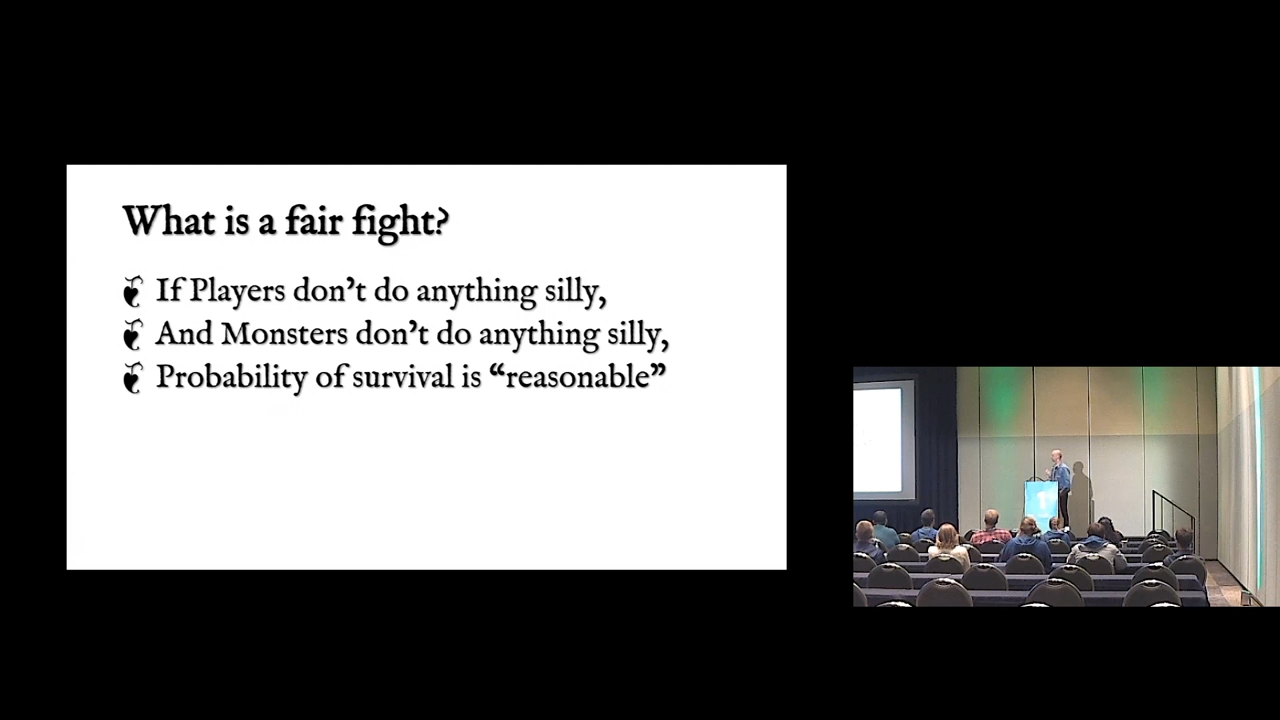 What is a fair fight?
❦ If Players don’t do anything silly,
❦ And Monsters don’t do anything silly,
❦ Probability of survival is “reasonable”